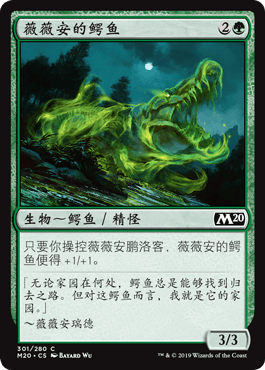 薇薇安的鳄鱼 2
生物～鳄鱼 / 精怪 M20
只要你操控薇薇安鹏洛客，薇薇安的鳄
鱼便得 +1/+1。
「无论家园在何处，鳄鱼总是能够找到归
去之路。但对这鳄鱼而言，我就是它的家
园。」
～薇薇安瑞德
3/3
301/280 C
M20 • CS BAYARD WU
™ & © 2019 Wizards of the Coast